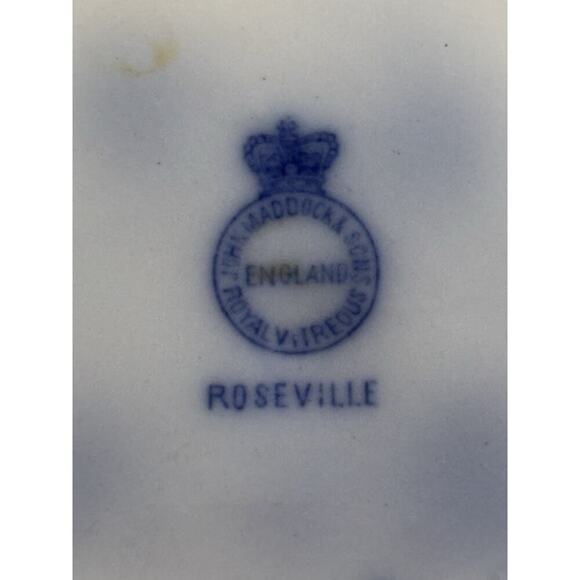 JOHN MADDOCK & SONS
ENGLAND
ROYAL VITREOUS
ROSEVILLE